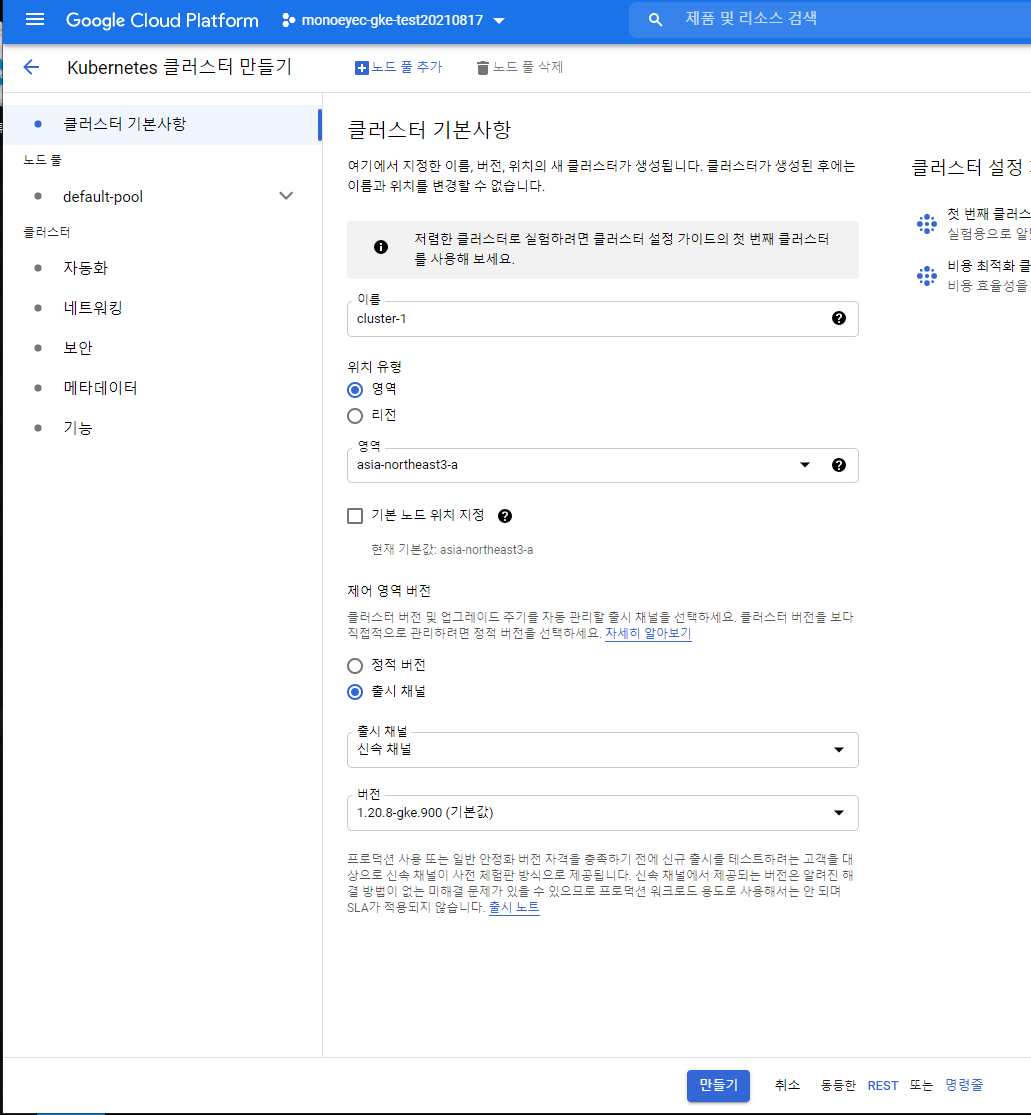 Google Cloud Platform
monoeyec-gke-test20210817
제품 및 리소스 검색
Kubernetes 클러스터 만들기
노드 풀 추가
노드 풀 삭제
클러스터 기본사항
노드 풀
default-pool
클러스터
자동화
네트워킹
보안
메타데이터
기능
클러스터 기본사항
여기에서 지정한 이름, 버전, 위치의 새 클러스터가 생성됩니다. 클러스터가 생성된 후에는
이름과 위치를 변경할 수 없습니다.
저렴한 클러스터로 실험하려면 클러스터 설정 가이드의 첫 번째 클러스터
를 사용해 보세요.
이름
cluster-1
위치 유형
영역
리전
영역
asia-northeast3-a
기본 노드 위치 지정
현재 기본값: asia-northeast3-a
제어 영역 버전
클러스터 버전 및 업그레이드 주기를 자동 관리할 출시 채널을 선택하세요. 클러스터 버전을 보다
직접적으로 관리하려면 정적 버전을 선택하세요. 자세히 알아보기
정적 버전
출시 채널
출시 채널
신속 채널
버전
1.20.8-gke.900 (기본값)
프로덕션 사용 또는 일반 안정화 버전 자격을 충족하기 전에 신규 출시를 테스트하려는 고객을 대
상으로 신속 채널이 사전 체험판 방식으로 제공됩니다. 신속 채널에서 제공되는 버전은 알려진 해
결 방법이 없는 미해결 문제가 있을 수 있으므로 프로덕션 워크로드 용도로 사용해서는 안 되며
SLA가 적용되지 않습니다. 출시 노트
클러스터 설정
첫 번째 클러스
실험용으로
비용 최적화
비용 효율성을
만들기
취소
동등한 REST 또는 명령줄